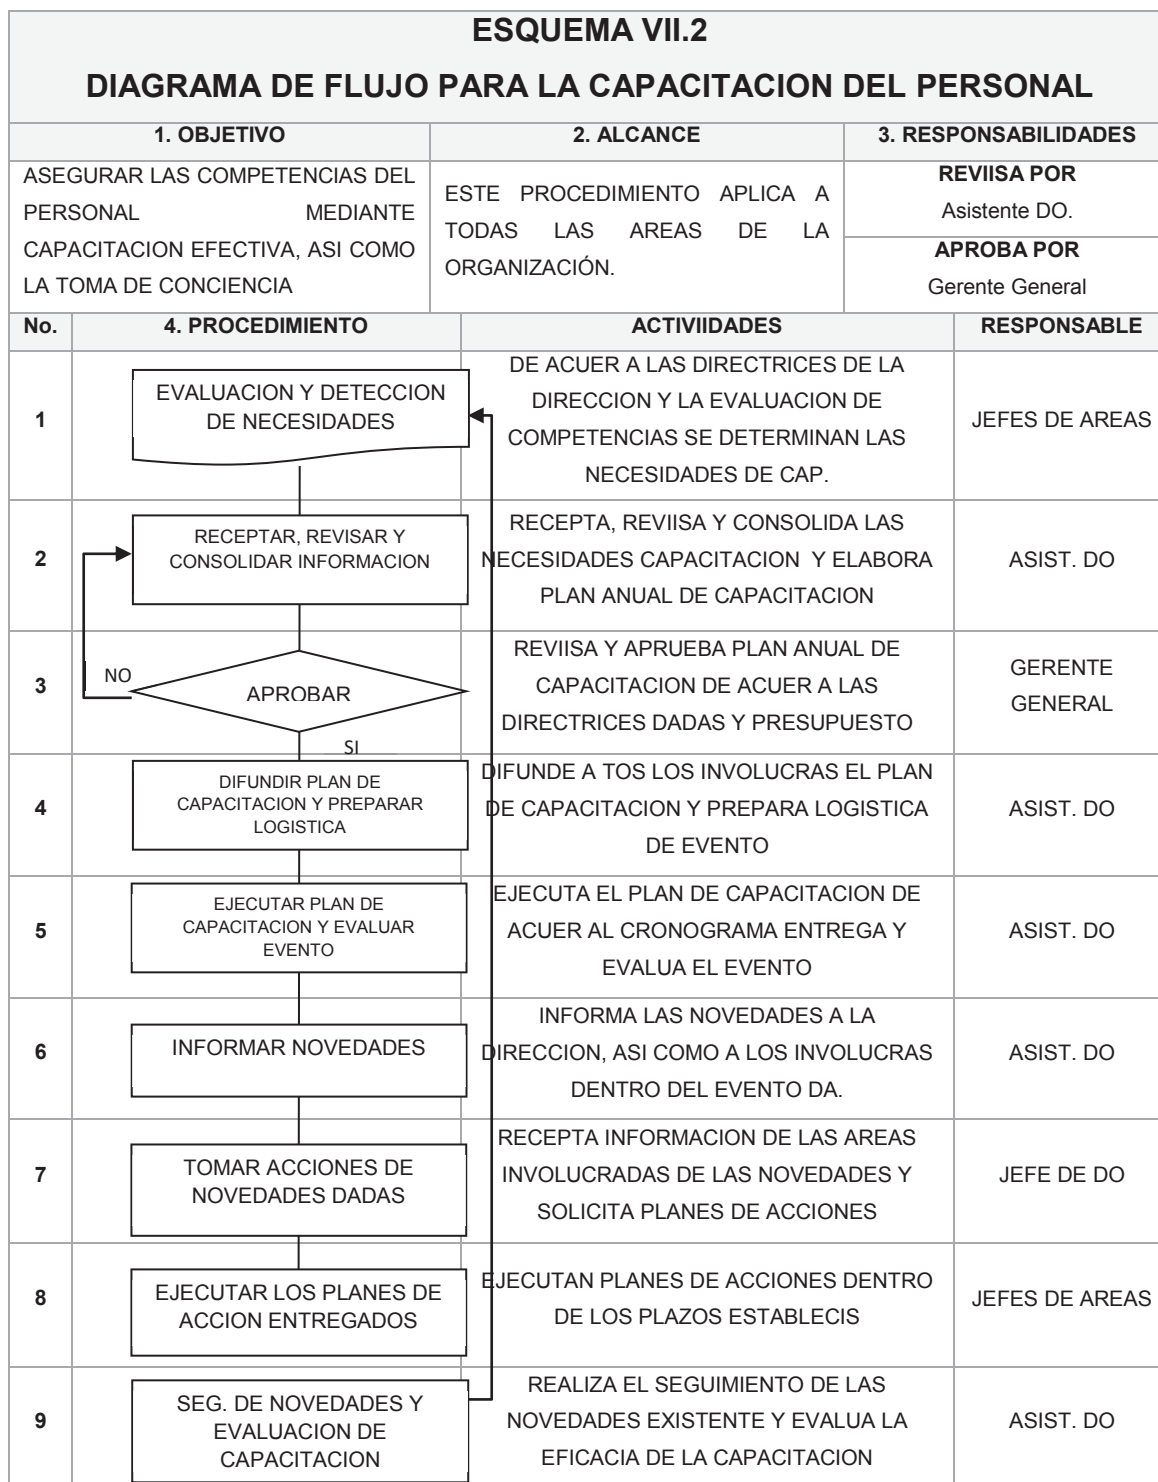 ESQUEMA VII.2
DIAGRAMA DE FLUJO PARA LA CAPACITACION DEL PERSONAL
1. OBJETIVO
2. ALCANCE
3. RESPONSABILIDADES
ASEGURAR LAS COMPETENCIAS DEL
PERSONAL MEDIANTE
CAPACITACION EFECTIVA, ASI COMO
LA TOMA DE CONCIENCIA
ESTE PROCEDIMIENTO APLICA A
TODAS LAS AREAS DE LA
ORGANIZACIÓN.
REVIISA POR
Asistente DO.
APROBA POR
Gerente General
No.
4. PROCEDIMIENTO
ACTIVIIDADES
RESPONSABLE
1
EVALUACION Y DETECCION
DE NECESIDADES
DE ACUER A LAS DIRECTRICES DE LA
DIRECCION Y LA EVALUACION DE
COMPETENCIAS SE DETERMINAN LAS
NECESIDADES DE CAP.
JEFES DE AREAS
2
RECEPTAR, REVISAR Y
CONSOLIDAR INFORMACION
RECEPTA, REVIISA Y CONSOLIDA LAS
NECESIDADES CAPACITACION Y ELABORA
PLAN ANUAL DE CAPACITACION
ASIST. DO
3
NO
APROBAR
SI
REVIISA Y APRUEBA PLAN ANUAL DE
CAPACITACION DE ACUER A LAS
DIRECTRICES DADAS Y PRESUPUESTO
GERENTE
GENERAL
4
DIFUNDIR PLAN DE
CAPACITACION Y PREPARAR
LOGISTICA
DIFUNDE A TOS LOS INVOLUCRAS EL PLAN
DE CAPACITACION Y PREPARA LOGISTICA
DE EVENTO
ASIST. DO
5
EJECUTAR PLAN DE
CAPACITACION Y EVALUAR
EVENTO
EJECUTA EL PLAN DE CAPACITACION DE
ACUER AL CRONOGRAMA ENTREGA Y
EVALUA EL EVENTO
ASIST. DO
6
INFORMAR NOVEDADES
INFORMA LAS NOVEDADES A LA
DIRECCION, ASI COMO A LOS INVOLUCRAS
DENTRO DEL EVENTO DA.
ASIST. DO
7
TOMAR ACCIONES DE
NOVEDADES DADAS
RECEPTA INFORMACION DE LAS AREAS
INVOLUCRADAS DE LAS NOVEDADES Y
SOLICITA PLANES DE ACCIONES
JEFE DE DO
8
EJECUTAR LOS PLANES DE
ACCION ENTREGADOS
EJECUTAN PLANES DE ACCIONES DENTRO
DE LOS PLAZOS ESTABLECIS
JEFES DE AREAS
9
SEG. DE NOVEDADES Y
EVALUACION DE
CAPACITACION
REALIZA EL SEGUIMIENTO DE LAS
NOVEDADES EXISTENTE Y EVALUA LA
EFICACIA DE LA CAPACITACION
ASIST. DO